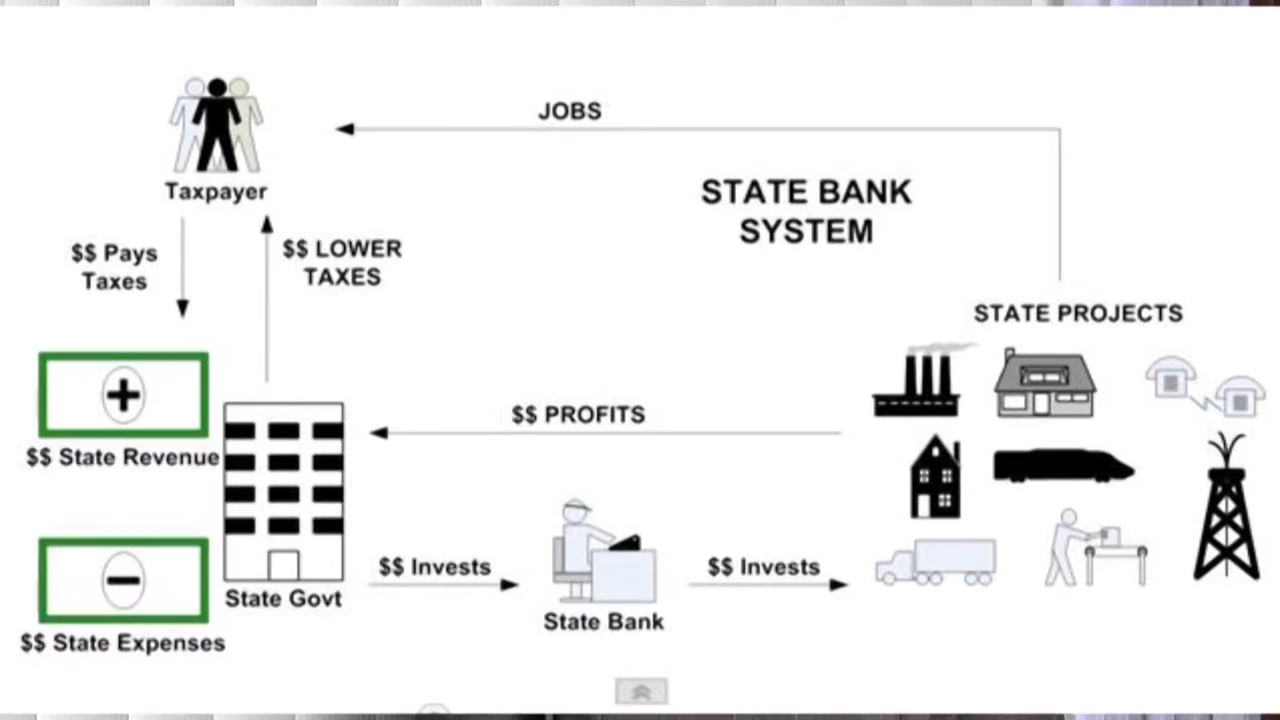 JOBS
STATE BANK
SYSTEM
Taxpayer
$$ Pays
Taxes
$$ LOWER
TAXES
STATE PROJECTS
$$ PROFITS
$$ State Revenue
$$ Invests
$$ Invests
State Govt
State Bank
$$ State Expenses